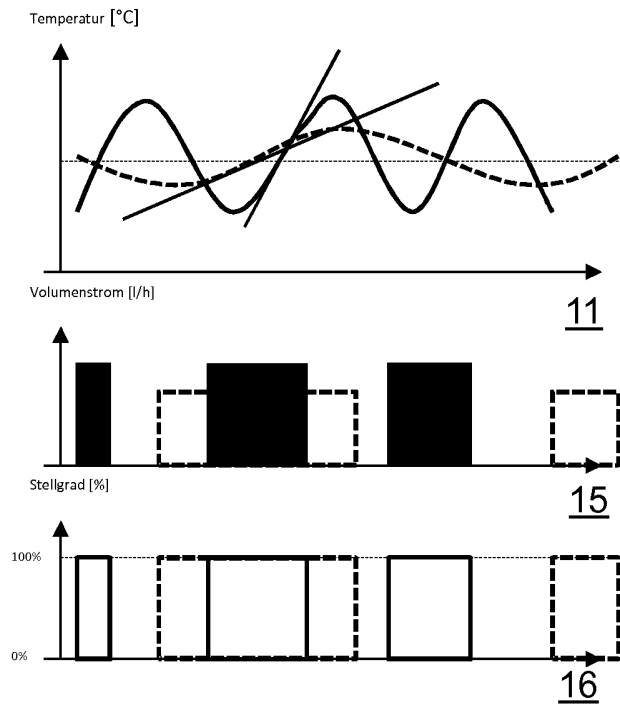 Temperatur [°C]
Volumenstrom [l/h]
11
Stellgrad [%]
15
100%
0%
16